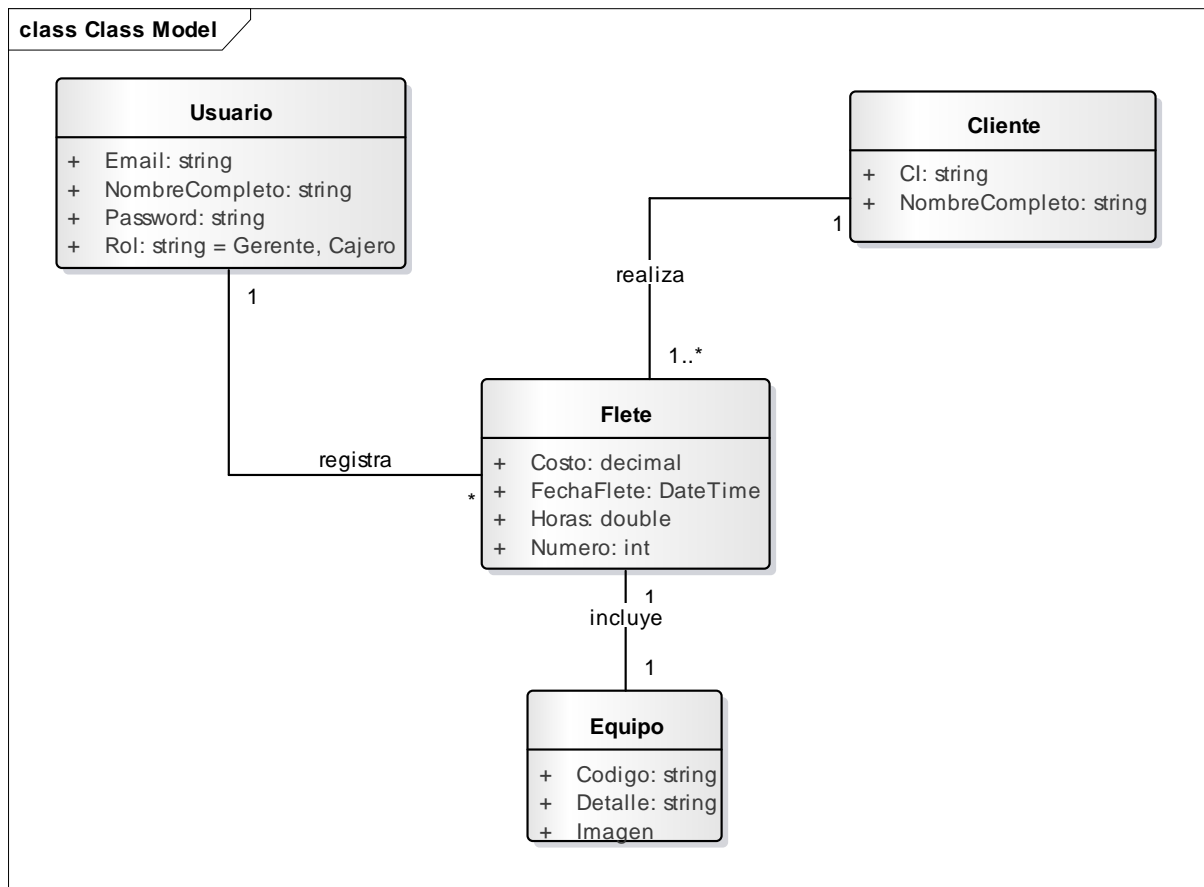 class Class Model
Usuario
+ Email: string
+ NombreCompleto: string
+ Password: string
+ Rol: string = Gerente, Cajero
Cliente
+ CI: string
+ NombreCompleto: string
1
1
realiza
1..*
Flete
+ Costo: decimal
+ FechaFlete: DateTime
+ Horas: double
+ Numero: int
registra
*
1
incluye
1
Equipo
+ Codigo: string
+ Detalle: string
+ Imagen